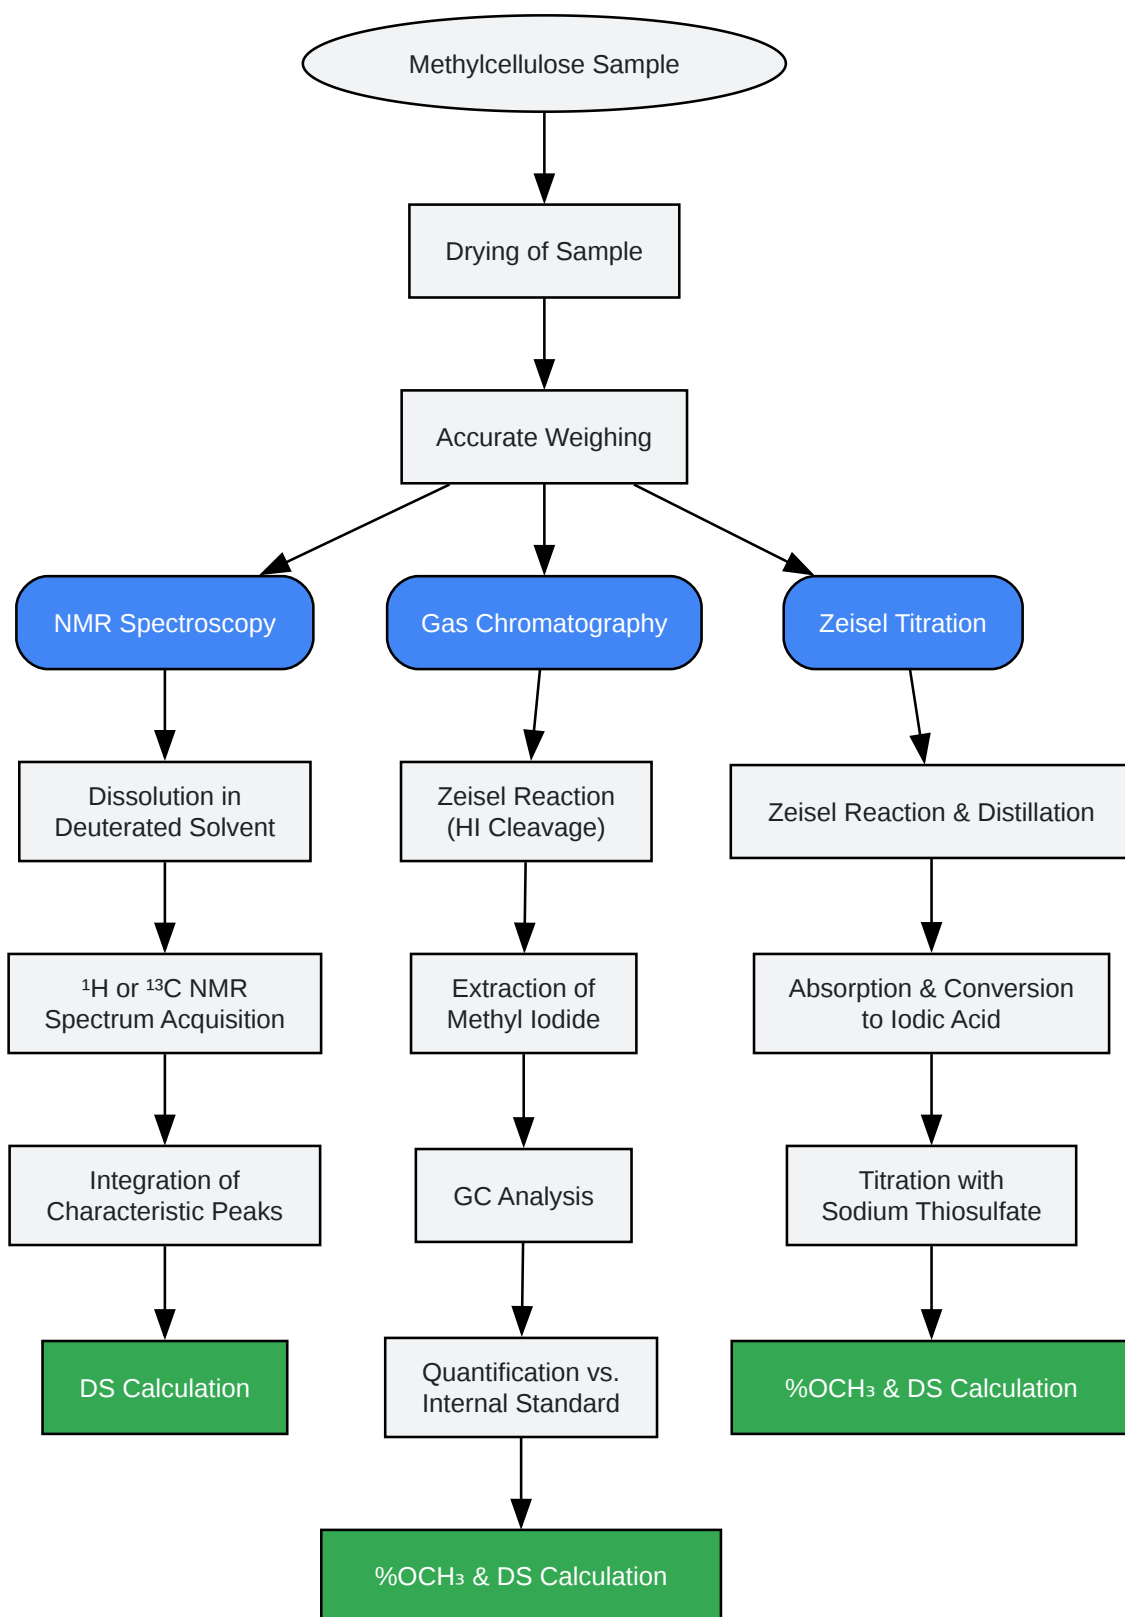 Methylcellulose Sample
Drying of Sample
Accurate Weighing
NMR Spectroscopy
Gas Chromatography
Zeisel Titration
Dissolution in
Deuterated Solvent
Zeisel Reaction
(HI Cleavage)
Zeisel Reaction & Distillation
¹H or ¹³C NMR
Spectrum Acquisition
Extraction of
Methyl Iodide
Absorption & Conversion
to Iodic Acid
Integration of
Characteristic Peaks
GC Analysis
Titration with
Sodium Thiosulfate
DS Calculation
Quantification vs.
Internal Standard
%OCH₃ & DS Calculation
%OCH₃ & DS Calculation